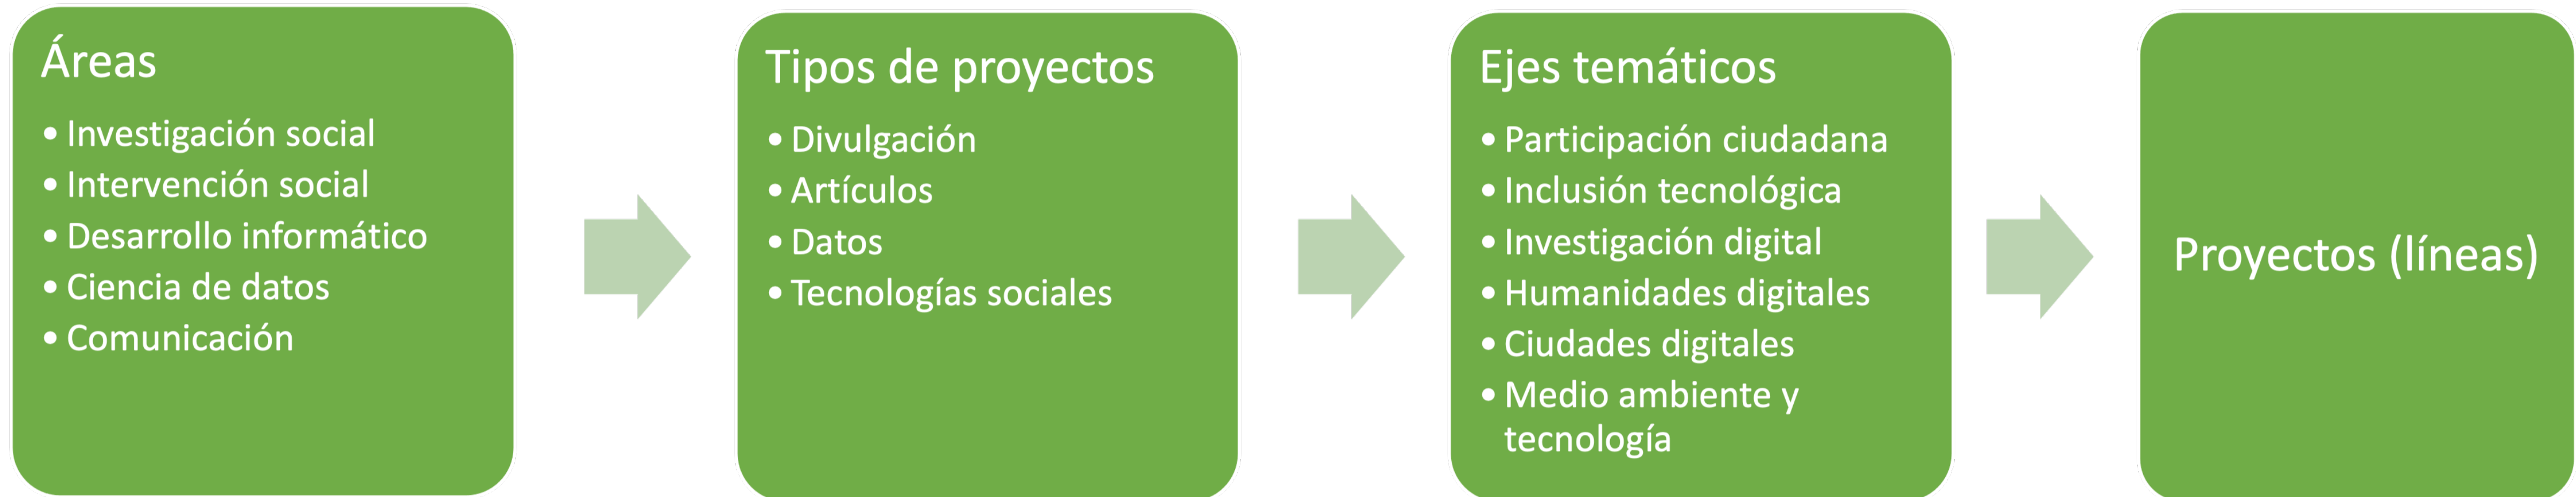 Áreas
• Investigación social
• Intervención social
• Desarrollo informático
• Ciencia de datos
• Comunicación
Tipos de proyectos
• Divulgación
• Artículos
• Datos
• Tecnologías sociales
Ejes temáticos
• Participación ciudadana
• Inclusión tecnológica
• Investigación digital
• Humanidades digitales
• Ciudades digitales
• Medio ambiente y
tecnología
Proyectos (líneas)